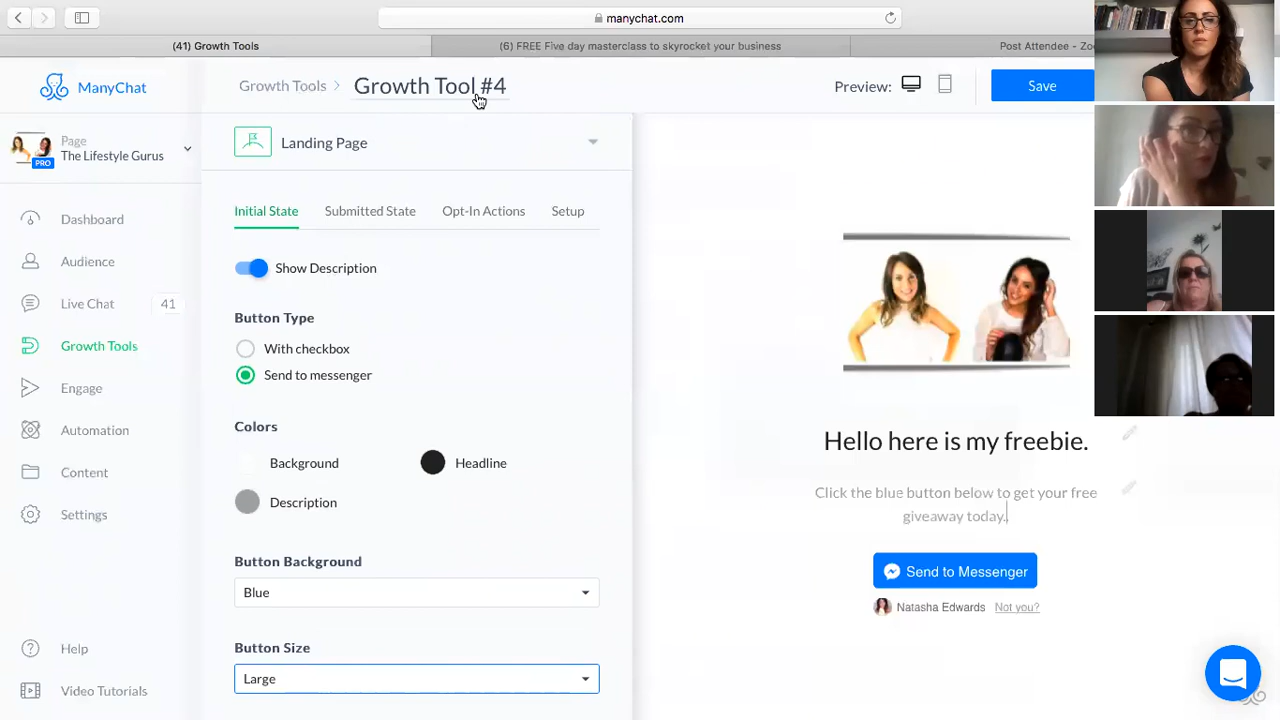 manychat.com
(41) Growth Tools
(6) FREE Five day masterclass to skyrocket your business
Post Attendee - Zoo
ManyChat
Growth Tools
Growth Tool #4
Preview:
Save
Page
The Lifestyle Gurus
PRO
Dashboard
Audience
Live Chat 41
Growth Tools
Engage
Automation
Content
Settings
Help
Video Tutorials
Landing Page
Initial State Submitted State Opt-In Actions Setup
Show Description
Button Type
With checkbox
Send to messenger
Colors
Background Headline
Description
Button Background
Blue
Button Size
Large
Hello here is my freebie.
Click the blue button below to get your free
giveaway today.
Send to Messenger
Natasha Edwards Not you?